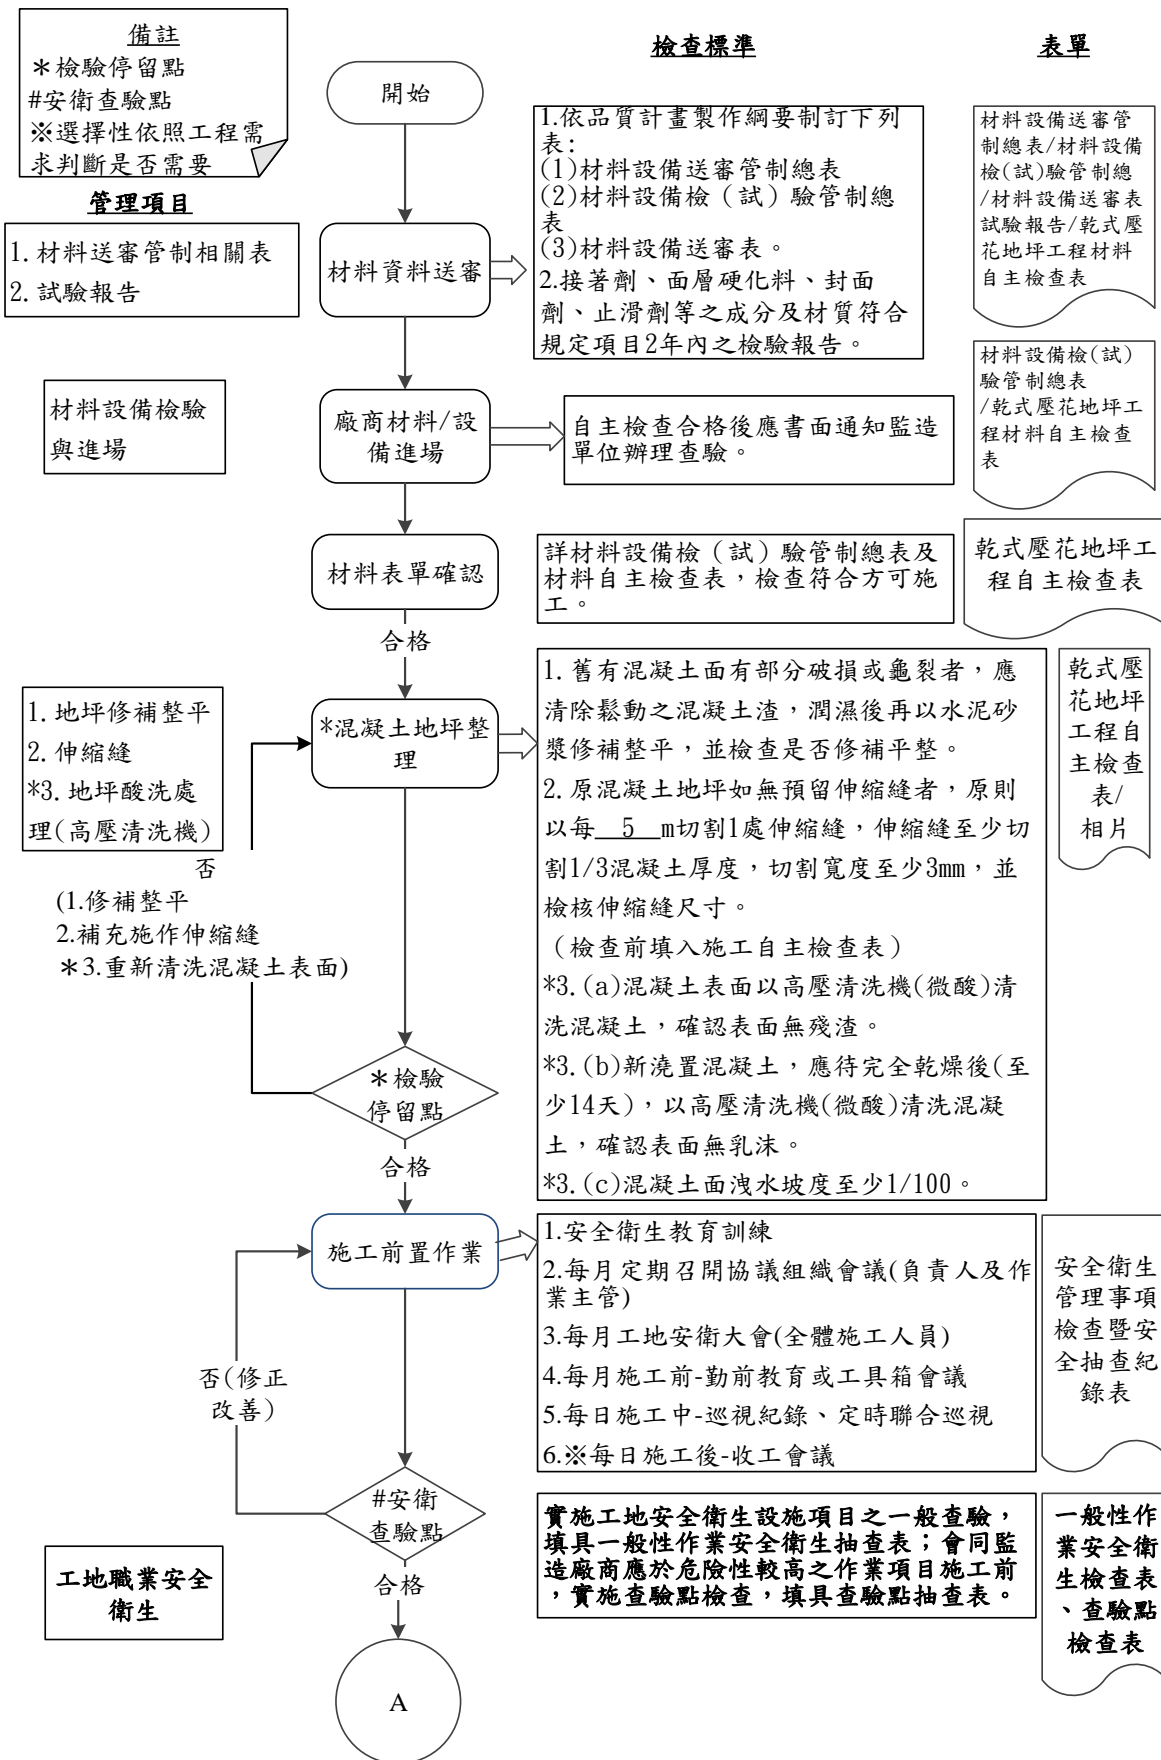 備註
＊檢驗停留點
#安衛查驗點
※選擇性依照工程需
求判斷是否需要
管理項目
檢查標準
表單
開始
1. 材料送審管制相關表
2. 試驗報告
材料資料送審
1.依品質計畫製作綱要制訂下列
表:
(1)材料設備送審管制總表
(2)材料設備檢（試）驗管制總
表
(3)材料設備送審表。
2.接著劑、面層硬化料、封面
劑、止滑劑等之成分及材質符合
規定項目2年內之檢驗報告。
材料設備送審管
制總表/材料設備
檢(試)驗管制總
/材料設備送審表
試驗報告/乾式壓
花地坪工程材料
自主檢查表
材料設備檢驗
與進場
廠商材料/設
備進場
自主檢查合格後應書面通知監造
單位辦理查驗。
材料設備檢(試)
驗管制總表
/乾式壓花地坪工
程材料自主檢查
表
材料表單確認
詳材料設備檢（試）驗管制總表及
材料自主檢查表，檢查符合方可施
工。
乾式壓花地坪工
程自主檢查表
合格
1. 地坪修補整平
2. 伸縮縫
*3. 地坪酸洗處
理(高壓清洗機)
*混凝土地坪整
理
1. 舊有混凝土面有部分破損或龜裂者，應
清除鬆動之混凝土渣，潤濕後再以水泥砂
漿修補整平，並檢查是否修補平整。
2. 原混凝土地坪如無預留伸縮縫者，原則
以每__5__m切割1處伸縮縫，伸縮縫至少切
割1/3混凝土厚度，切割寬度至少3mm，並
檢核伸縮縫尺寸。
（檢查前填入施工自主檢查表）
*3. (a)混凝土表面以高壓清洗機(微酸)清
洗混凝土，確認表面無殘渣。
*3. (b)新澆置混凝土，應待完全乾燥後(至
少14天)，以高壓清洗機(微酸)清洗混凝
土，確認表面無乳沫。
*3. (c)混凝土面洩水坡度至少1/100。
乾式壓
花地坪
工程自
主檢查
表/
相片
否
(1.修補整平
2.補充施作伸縮縫
＊3.重新清洗混凝土表面)
＊檢驗
停留點
合格
施工前置作業
1.安全衛生教育訓練
2.每月定期召開協議組織會議(負責人及作
業主管)
3.每月工地安衛大會(全體施工人員)
4.每月施工前-勤前教育或工具箱會議
5.每日施工中-巡視紀錄、定時聯合巡視
6.※每日施工後-收工會議
安全衛生
管理事項
檢查暨安
全抽查紀
錄表
否(修正
改善)
#安衛
查驗點
實施工地安全衛生設施項目之一般查驗，
填具一般性作業安全衛生抽查表；會同監
造廠商應於危險性較高之作業項目施工前
，實施查驗點檢查，填具查驗點抽查表。
一般性作
業安全衛
生檢查表
、查驗點
檢查表
工地職業安全
衛生
合格
A